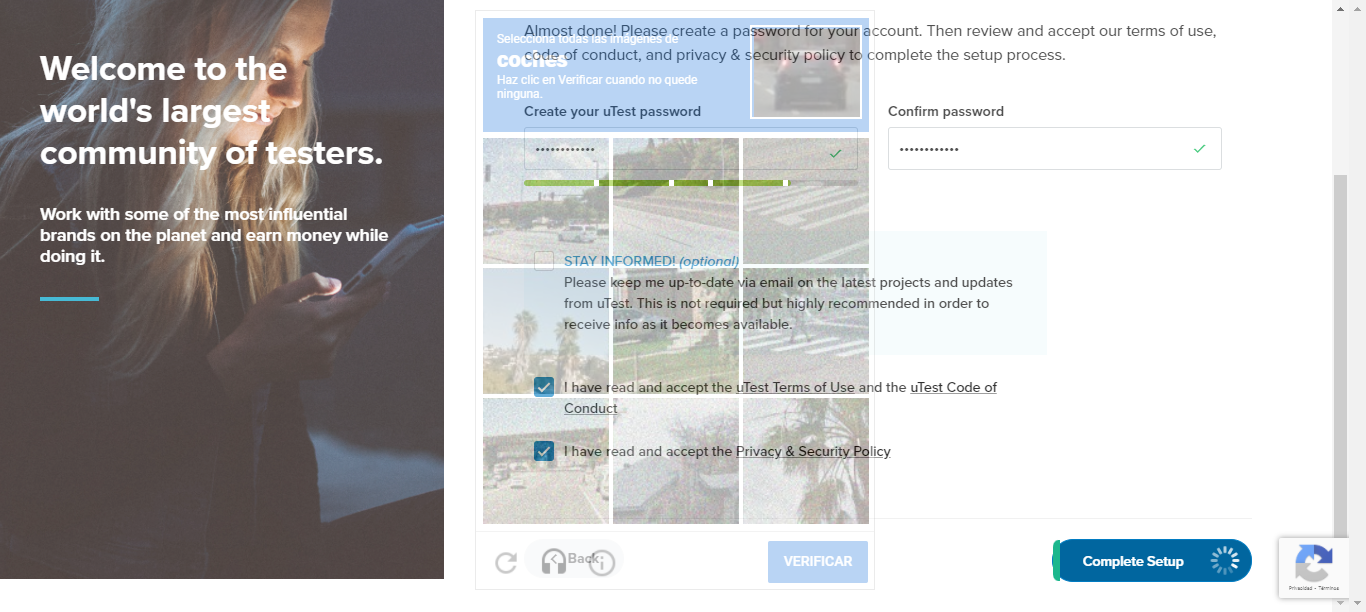 Welcome to the
world's largest
community of testers.
Work with some of the most influential
brands on the planet and earn money while
doing it.
Almost done! Please create a password for your account. Then review and accept our terms of use,
code of conduct, and privacy & security policy to complete the setup process.
Selecciona todas las imágenes de
coches
Haz clic en Verificar cuando no quede
ninguna.
Create your uTest password
Confirm password
STAY INFORMED! (optional)
Please keep me up-to-date via email on the latest projects and updates
from uTest. This is not required but highly recommended in order to
receive info as it becomes available.
I have read and accept the uTest Terms of Use and the uTest Code of
Conduct
I have read and accept the Privacy & Security Policy
Back
VERIFICAR
Complete Setup
Privacidad - Términos